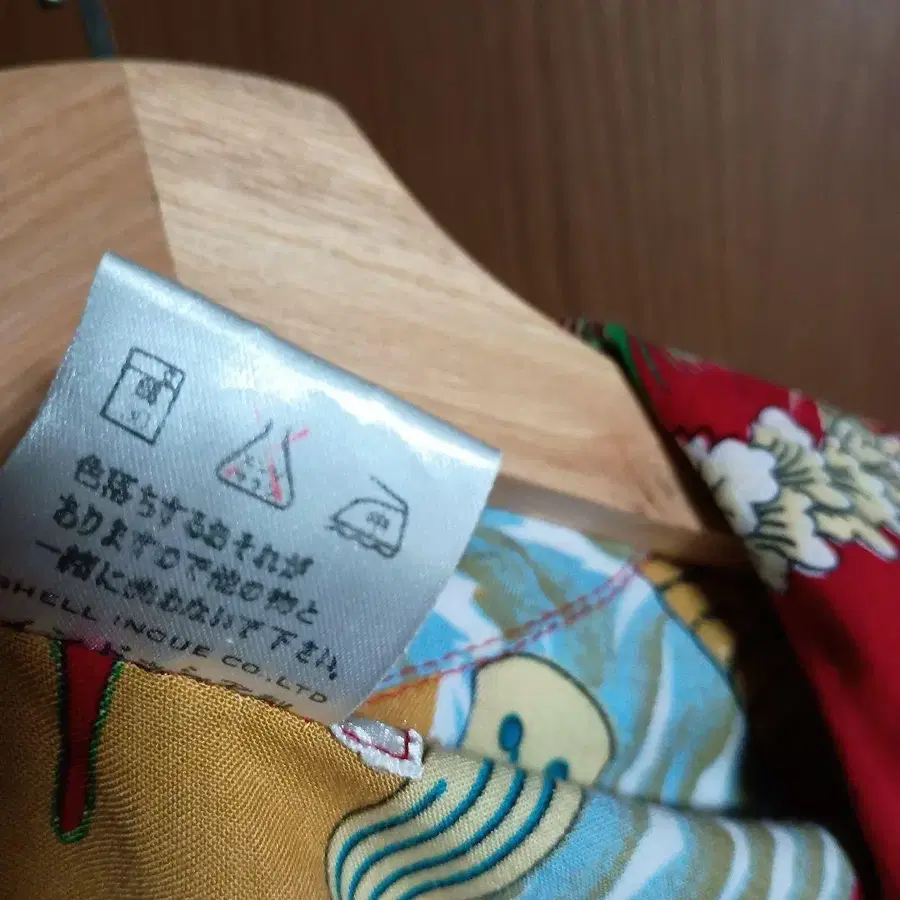 色落ちするおそれが
ありますので他の物と
一緒に洗わないで下さい
SHELL INOUE CO.,LTD